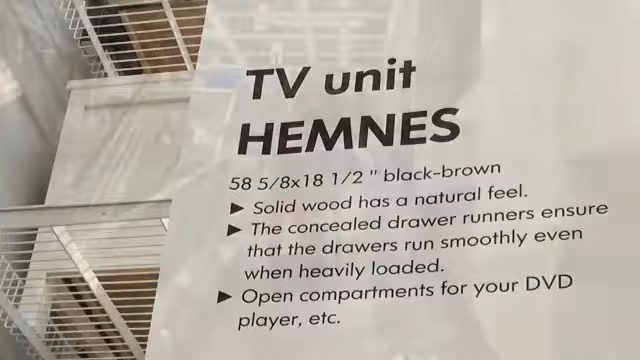 TV unit
HEMNES
58 5/8x18 1/2 " black-brown
► Solid wood has a natural feel.
► The concealed drawer runners ensure
that the drawers run smoothly even
when heavily loaded.
► Open compartments for your DVD
player, etc.